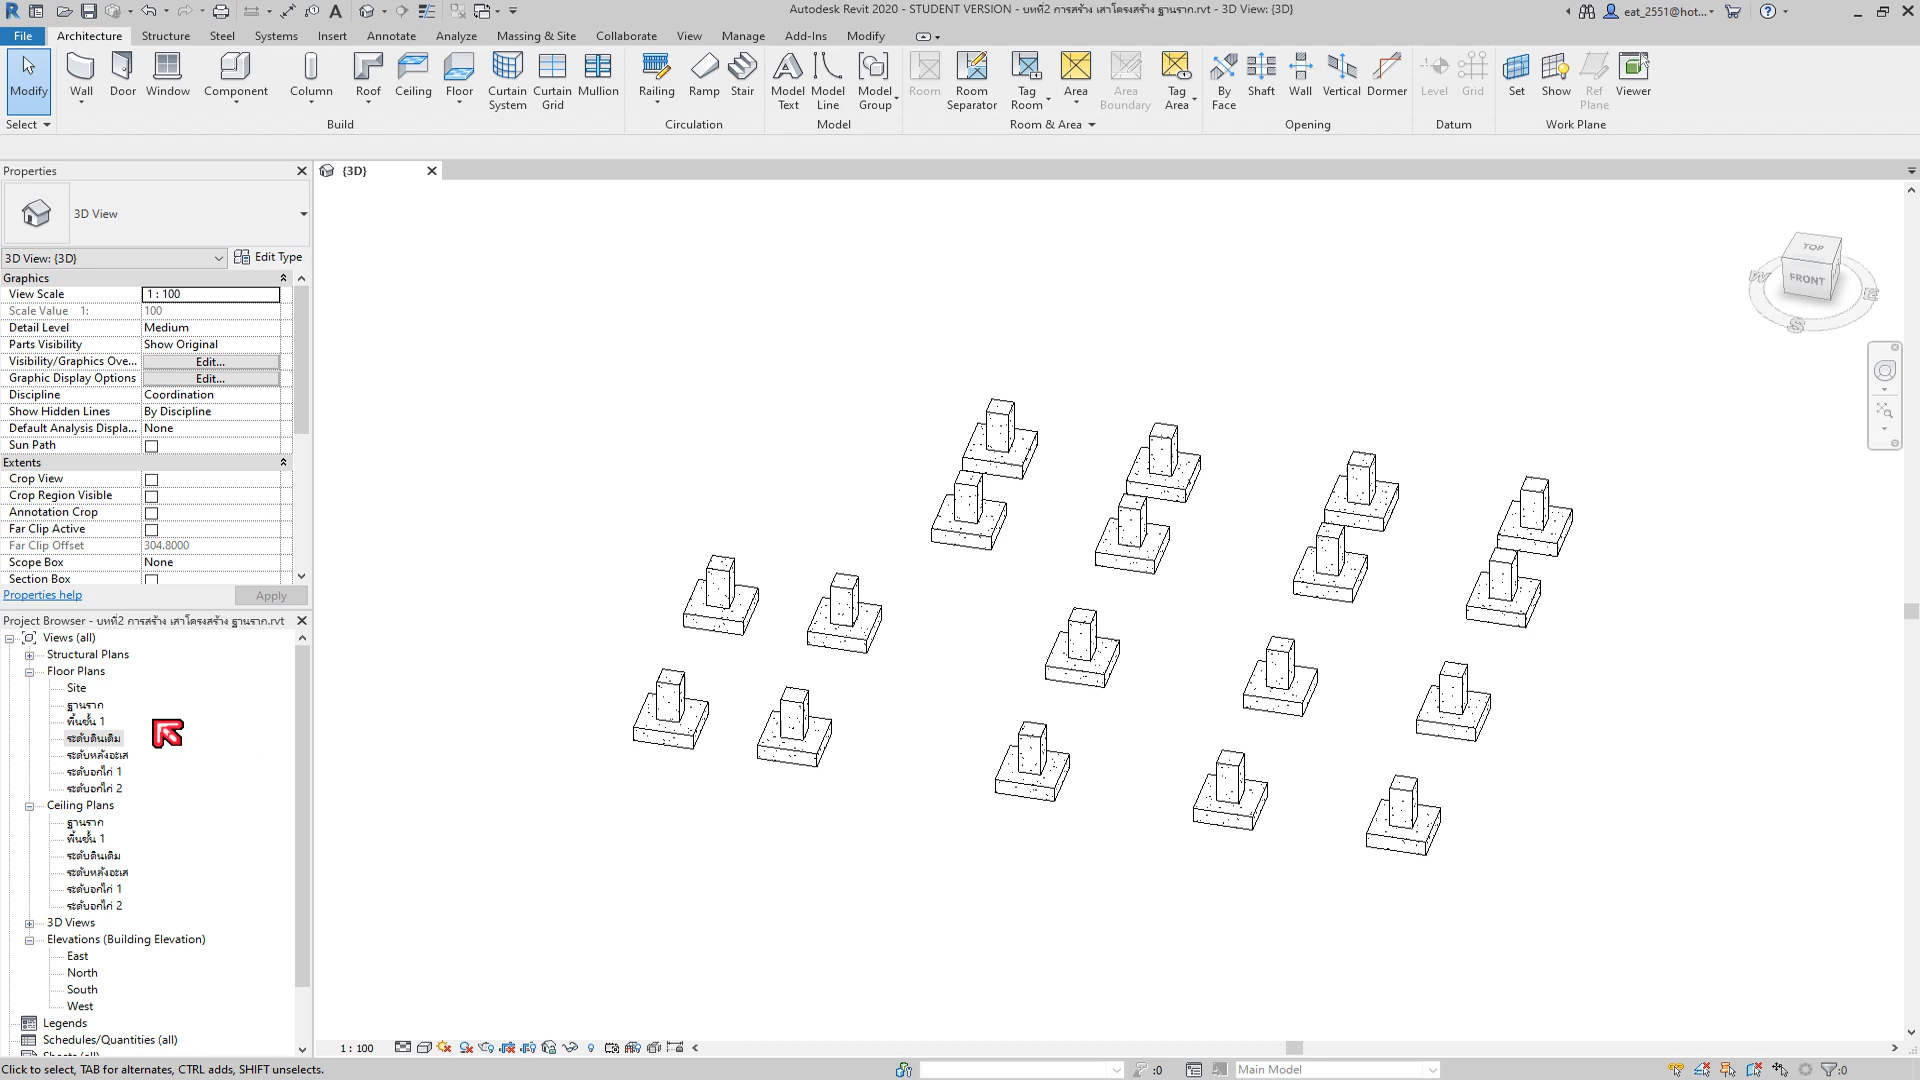 Autodesk Revit 2020 - STUDENT VERSION - บทที่2 การสร้าง เสาโครงสร้าง ฐานราก.rvt - 3D View: {3D}
eat_2551@hot...
File Architecture Structure Steel Systems Insert Annotate Analyze Massing & Site Collaborate View Manage Add-Ins Modify
Modify Wall Door Window Component Column Roof Ceiling Floor Curtain System Curtain Grid Mullion Railing Ramp Stair Model Text Model Line Model Group Room Room Separator Tag Room Area Area Boundary Tag Area By Face Shaft Wall Vertical Dormer Level Grid Set Show Ref Plane Viewer
Select Build Circulation Model Room & Area Opening Datum Work Plane
Properties
{3D}
3D View
3D View: {3D} Edit Type
Graphics
View Scale 1 : 100
Scale Value 1: 100
Detail Level Medium
Parts Visibility Show Original
Visibility/Graphics Ove... Edit...
Graphic Display Options Edit...
Discipline Coordination
Show Hidden Lines By Discipline
Default Analysis Displa... None
Sun Path
Extents
Crop View
Crop Region Visible
Annotation Crop
Far Clip Active
Far Clip Offset 304.8000
Scope Box None
Section Box
Properties help Apply
Project Browser - บทที่2 การสร้าง เสาโครงสร้าง ฐานราก.rvt
Views (all)
Structural Plans
Floor Plans
Site
ฐานราก
พื้นชั้น 1
ระดับดินเดิม
ระดับหลังอะเส
ระดับอกไก่ 1
ระดับอกไก่ 2
Ceiling Plans
ฐานราก
พื้นชั้น 1
ระดับดินเดิม
ระดับหลังอะเส
ระดับอกไก่ 1
ระดับอกไก่ 2
3D Views
Elevations (Building Elevation)
East
North
South
West
Legends
Schedules/Quantities (all)
Sheets (all)
TOP
FRONT
W
S
E
1 : 100
Click to select, TAB for alternates, CTRL adds, SHIFT unselects.
:0
Main Model
:0